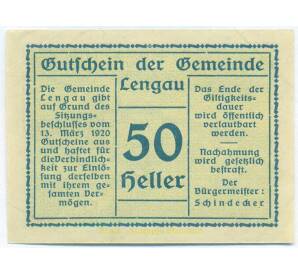 Gutschein der Gemeinde
Lengau
Die Gemeinde
Lengau gibt
auf Grund des
Sitzungs-
beschlusses vom
13. März 1920
Gutscheine aus
und haftet für
die Verbindlich-
keit zur Einlö-
sung derselben
mit ihrem ge-
samten Ver-
mögen.
50
Heller
Das Ende der
Giltigkeits-
dauer
wird öffentlich
verlautbart
werden.
Nachahmung
wird gesetzlich
bestraft.
Der
Bürgermeister:
Schindecker